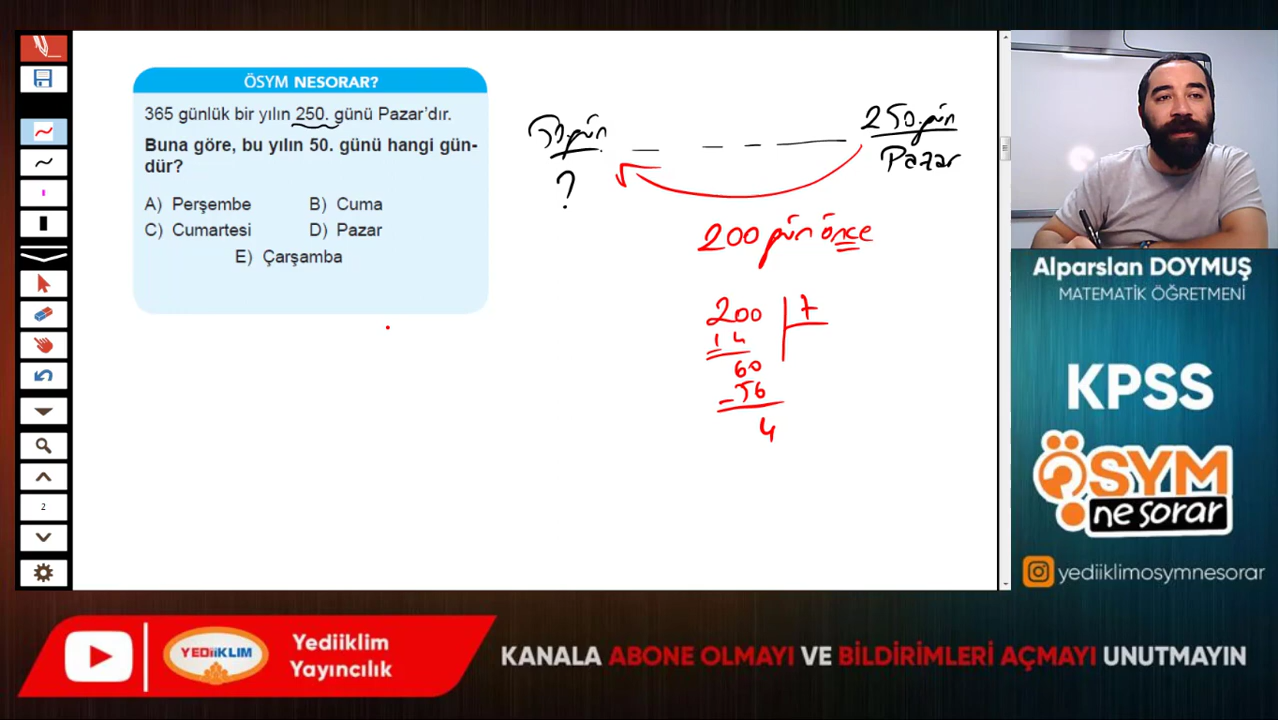 ÖSYM NESORAR?
365 günlük bir yılın 250. günü Pazar'dır.
Buna göre, bu yılın 50. günü hangi gün-
dür?
A) Perşembe B) Cuma
C) Cumartesi D) Pazar
E) Çarşamba
50. gün 250. gün
? Pazar
200 gün önce
200 7
14
60
-56
4
2
Alparslan DOYMUŞ
MATEMATİK ÖĞRETMENİ
KPSS
ÖSYM
ne sorar
yediiklimosymnesorar
YEDİİKLİM
Yediiklim
Yayıncılık
KANALA ABONE OLMAYI VE BİLDİRİMLERİ AÇMAYI UNUTMAYIN